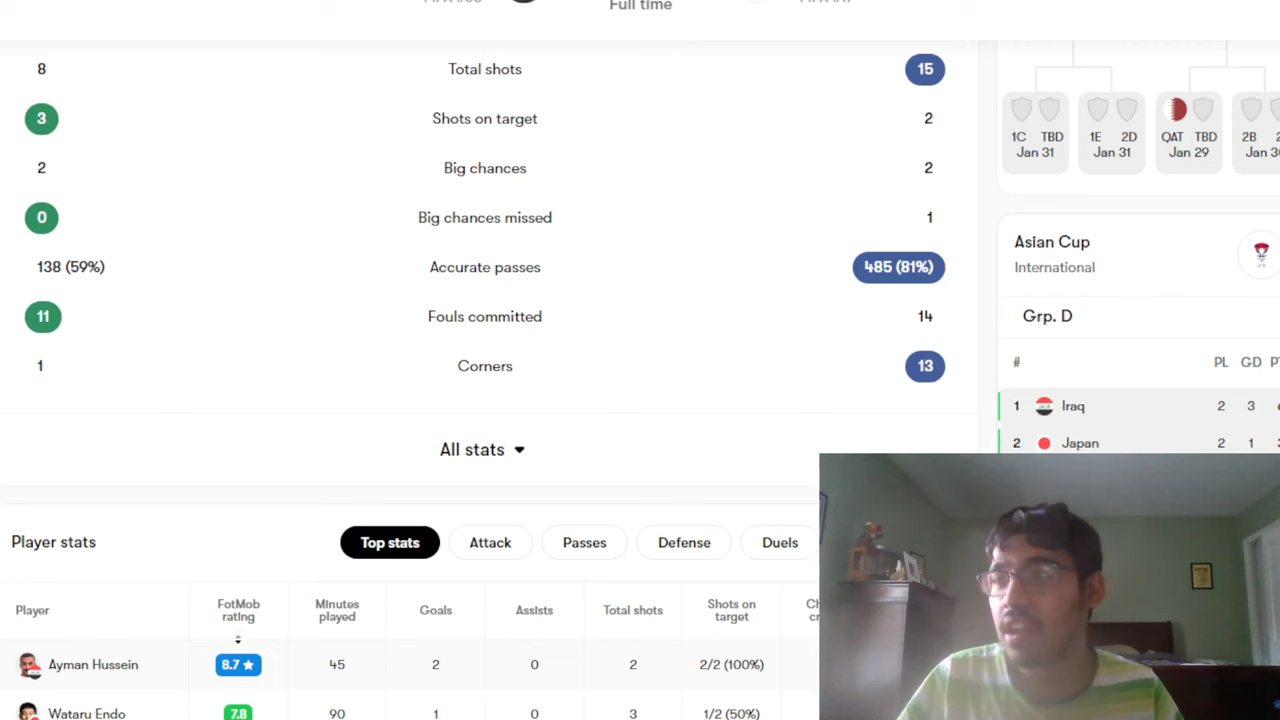 Full time
8 Total shots 15
3 Shots on target 2
2 Big chances 2
0 Big chances missed 1
138 (59%) Accurate passes 485 (81%)
11 Fouls committed 14
1 Corners 13
All stats
Player stats
Top stats Attack Passes Defense Duels
Player FotMob rating Minutes played Goals Assists Total shots Shots on target
Ayman Hussein 8.7 45 2 0 2 2/2 (100%)
Wataru Endo 7.8 90 1 0 3 1/2 (50%)
1C TBD 1E 2D QAT TBD 2B
Jan 31 Jan 31 Jan 29 Jan 30
Asian Cup
International
Grp. D
# PL GD
1 Iraq 2 3
2 Japan 2 1